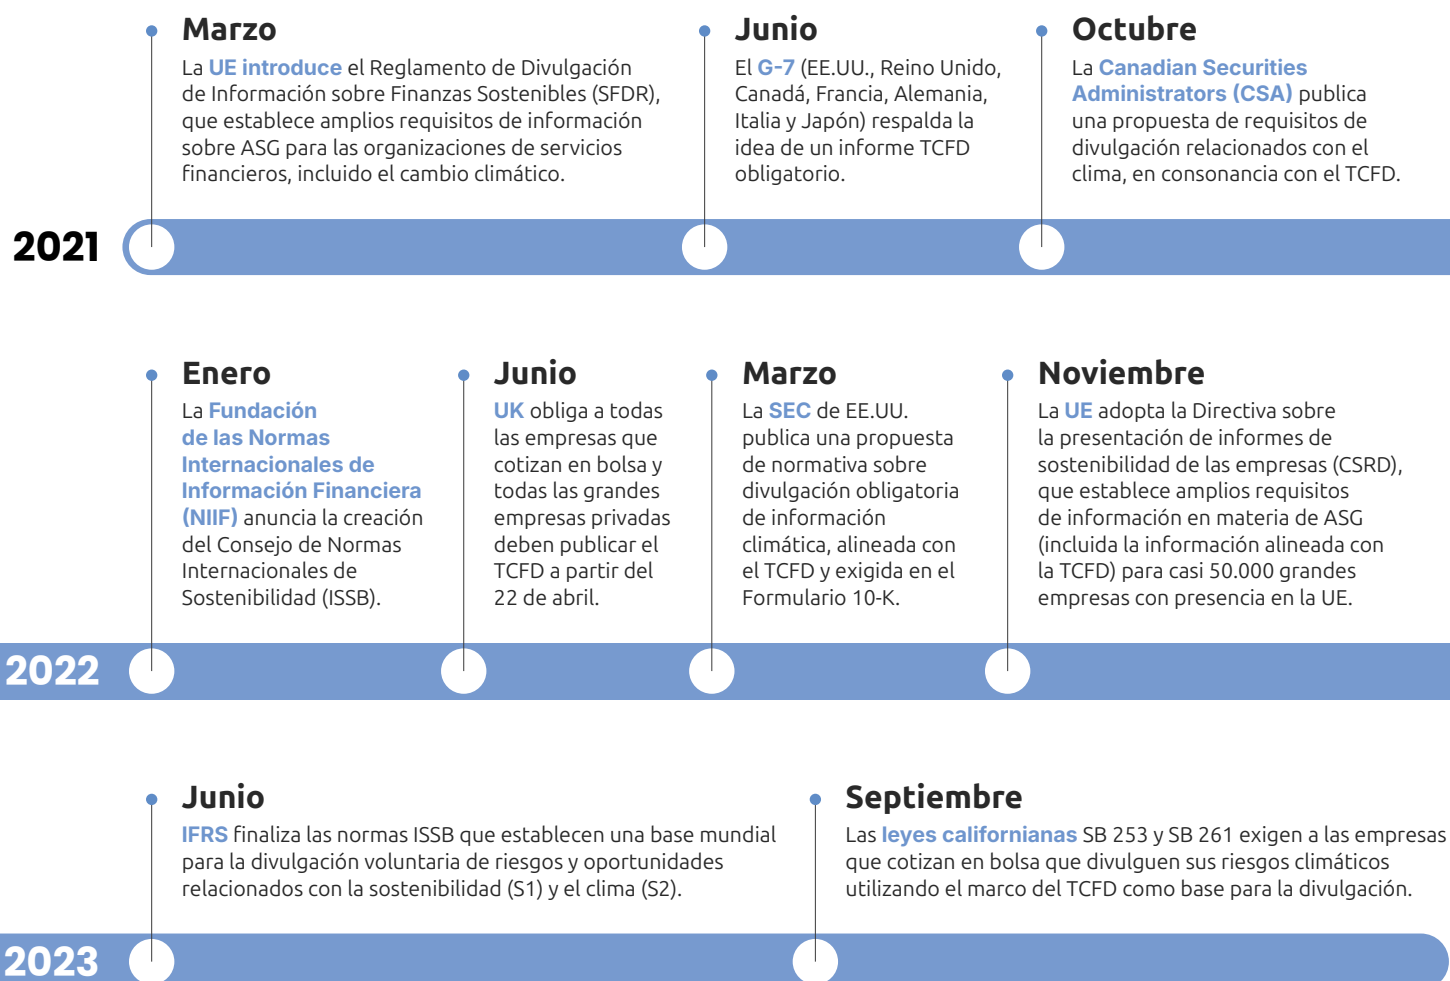 Marzo
La UE introduce el Reglamento de Divulgación
de Información sobre Finanzas Sostenibles (SFDR),
que establece amplios requisitos de información
sobre ASG para las organizaciones de servicios
financieros, incluido el cambio climático.
Junio
El G-7 (EE.UU., Reino Unido,
Canadá, Francia, Alemania,
Italia y Japón) respalda la
idea de un informe TCFD
obligatorio.
Octubre
La Canadian Securities
Administrators (CSA) publica
una propuesta de requisitos de
divulgación relacionados con el
clima, en consonancia con el TCFD.
2021
Enero
La Fundación
de las Normas
Internacionales de
Información Financiera
(NIIF) anuncia la creación
del Consejo de Normas
Internacionales de
Sostenibilidad (ISSB).
Junio
UK obliga a todas
las empresas que
cotizan en bolsa y
todas las grandes
empresas privadas
deben publicar el
TCFD a partir del
22 de abril.
Marzo
La SEC de EE.UU.
publica una propuesta
de normativa sobre
divulgación obligatoria
de información
climática, alineada con
el TCFD y exigida en el
Formulario 10-K.
Noviembre
La UE adopta la Directiva sobre
la presentación de informes de
sostenibilidad de las empresas (CSRD),
que establece amplios requisitos
de información en materia de ASG
(incluida la información alineada con
la TCFD) para casi 50.000 grandes
empresas con presencia en la UE.
2022
Junio
IFRS finaliza las normas ISSB que establecen una base mundial
para la divulgación voluntaria de riesgos y oportunidades
relacionados con la sostenibilidad (S1) y el clima (S2).
Septiembre
Las leyes californianas SB 253 y SB 261 exigen a las empresas
que cotizan en bolsa que divulguen sus riesgos climáticos
utilizando el marco del TCFD como base para la divulgación.
2023